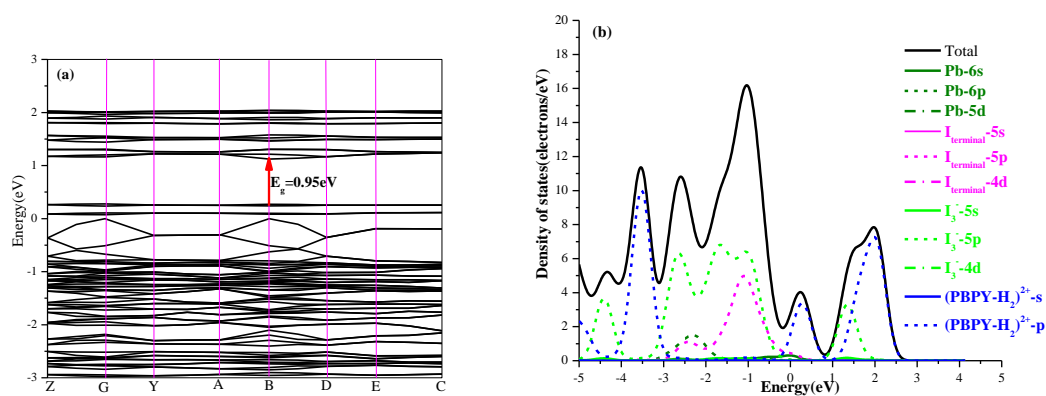 (a)
3
2
1
0
-1
-2
-3
Energy(eV)
E_g=0.95eV
Z G Y A B D E C
(b)
20
18
16
14
12
10
8
6
4
2
0
Density of states(electrons/eV)
-5 -4 -3 -2 -1 0 1 2 3 4 5
Energy(eV)
Total
Pb-6s
Pb-6p
Pb-5d
I_terminal-5s
I_terminal-5p
I_terminal-4d
I₃⁻-5s
I₃⁻-5p
I₃⁻-4d
(PBPY-H₂)²⁺-s
(PBPY-H₂)²⁺-p